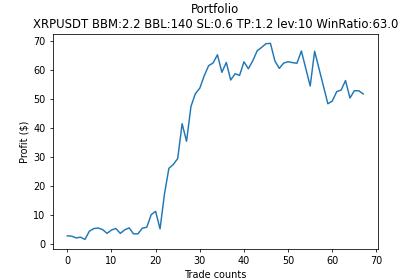 Portfolio
XRPUSDT BBM:2.2 BBL:140 SL:0.6 TP:1.2 lev:10 WinRatio:63.0
70
60
50
40
30
20
10
0
Profit ($)
0 10 20 30 40 50 60 70
Trade counts